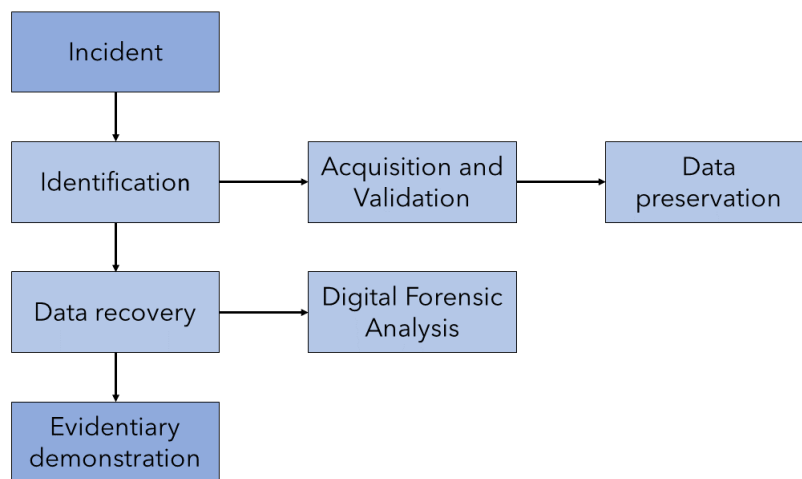 Incident
Identification
Acquisition and
Validation
Data
preservation
Data recovery
Digital Forensic
Analysis
Evidentiary
demonstration